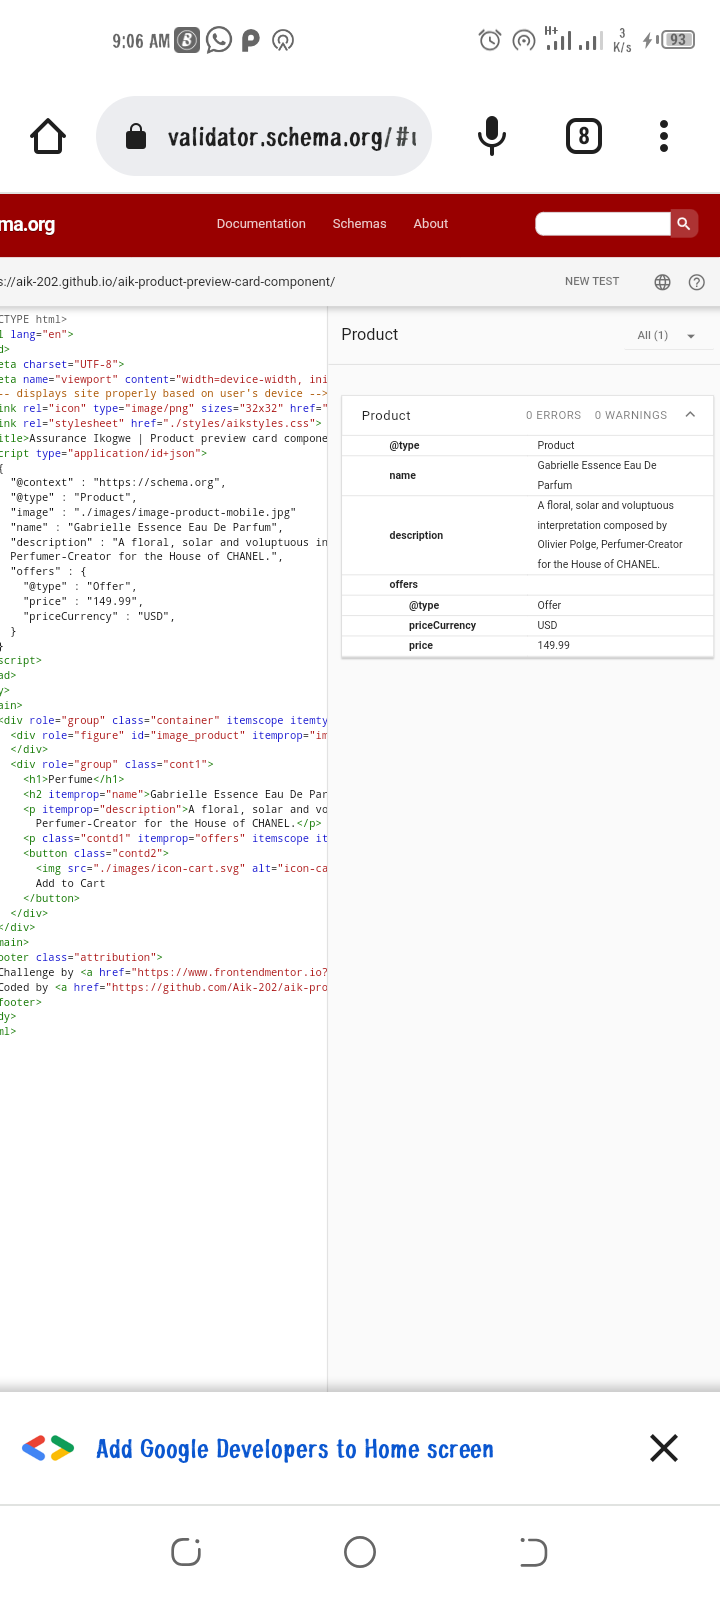 9:06 AM
H+
3
K/s
93
validator.schema.org/#u
8
ma.org
Documentation
Schemas
About
s://aik-202.github.io/aik-product-preview-card-component/
NEW TEST
CTYPE html>
l lang="en">
d>
eta charset="UTF-8">
eta name="viewport" content="width=device-width, ini
-- displays site properly based on user's device -->
ink rel="icon" type="image/png" sizes="32x32" href="
ink rel="stylesheet" href="./styles/aikstyles.css">
itle>Assurance Ikogwe | Product preview card compone
cript type="application/id+json">
{
"@context" : "https://schema.org",
"@type" : "Product",
"image" : "./images/image-product-mobile.jpg"
"name" : "Gabrielle Essence Eau De Parfum",
"description" : "A floral, solar and voluptuous in
Perfumer-Creator for the House of CHANEL.",
"offers" : {
"@type" : "Offer",
"price" : "149.99",
"priceCurrency" : "USD",
}
}
script>
ad>
y>
ain>
<div role="group" class="container" itemscope itemty
<div role="figure" id="image_product" itemprop="im
</div>
<div role="group" class="cont1">
<h1>Perfume</h1>
<h2 itemprop="name">Gabrielle Essence Eau De Par
<p itemprop="description">A floral, solar and vo
Perfumer-Creator for the House of CHANEL.</p>
<p class="contd1" itemprop="offers" itemscope it
<button class="contd2">
<img src="./images/icon-cart.svg" alt="icon-ca
Add to Cart
</button>
</div>
</div>
main>
ooter class="attribution">
Challenge by <a href="https://www.frontendmentor.io?
Coded by <a href="https://github.com/Aik-202/aik-pro
footer>
dy>
ml>
Product
All (1)
Product
0 ERRORS
0 WARNINGS
@type
Product
name
Gabrielle Essence Eau De
Parfum
description
A floral, solar and voluptuous
interpretation composed by
Olivier Polge, Perfumer-Creator
for the House of CHANEL.
offers
@type
Offer
priceCurrency
USD
price
149.99
Add Google Developers to Home screen